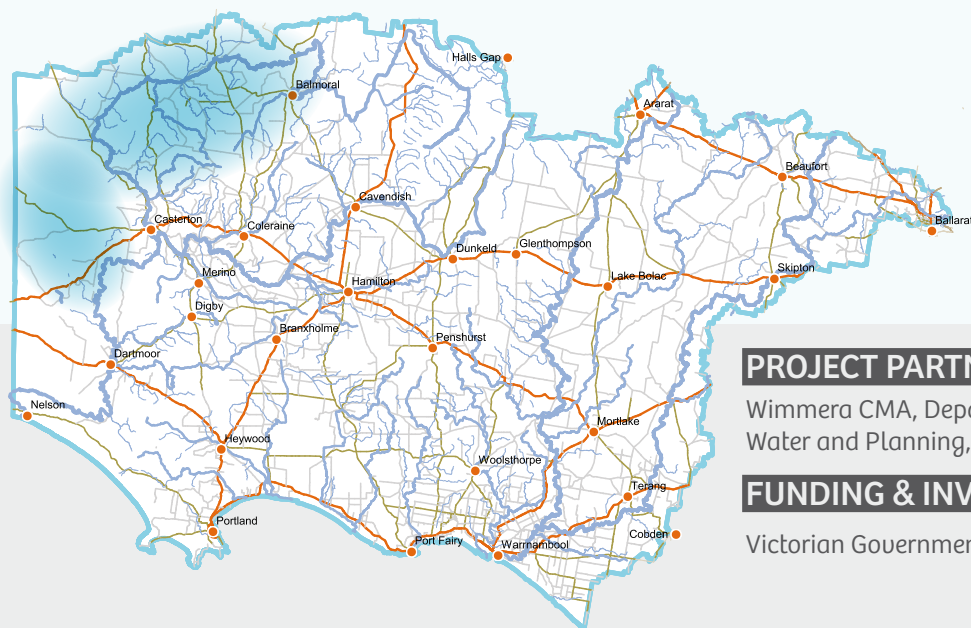 Halls Gap
Balmoral
Ararat
Beaufort
Cavendish
Casterton
Coleraine
Ballarat
Dunkeld
Glenthompson
Merino
Lake Bolac
Skipton
Hamilton
Digby
Branxholme
Penshurst
Dartmoor
Nelson
Mortlake
Heywood
Woolsthorpe
Terang
Portland
Port Fairy
Warrnambool
Cobden
PROJECT PARTN
Wimmera CMA, Depa
Water and Planning,
FUNDING & INV
Victorian Governmen